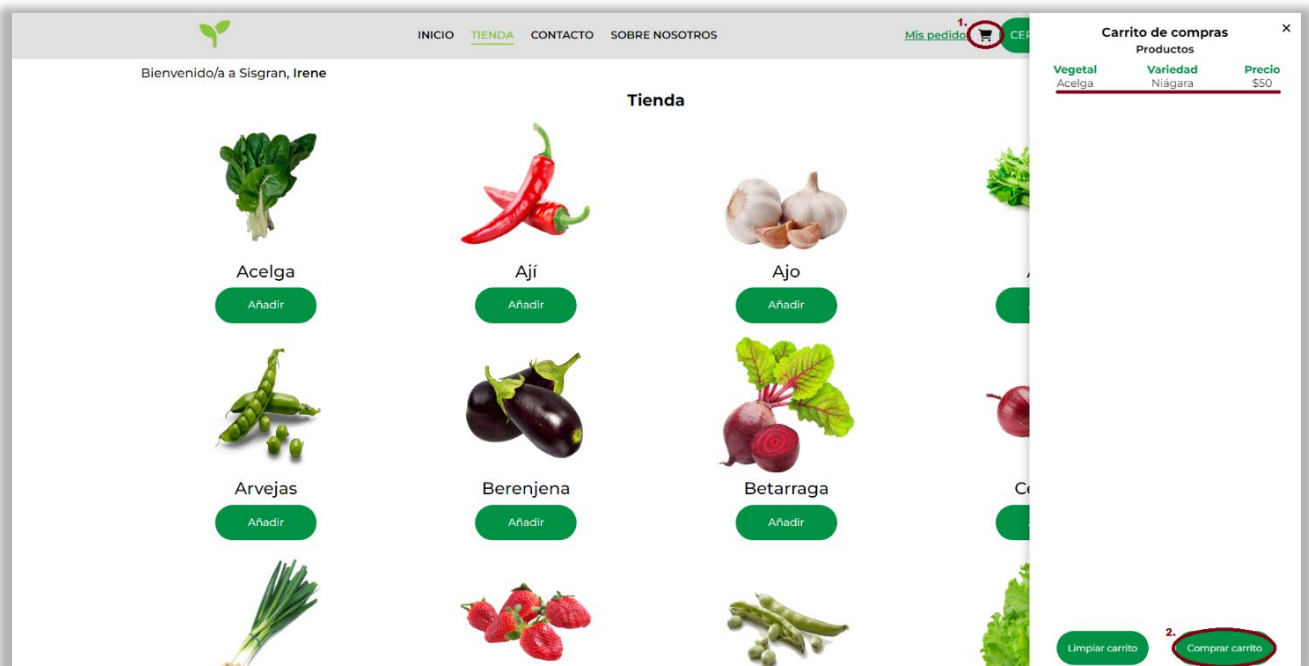 INICIO TIENDA CONTACTO SOBRE NOSOTROS
1.
Mis pedido
CER
Bienvenido/a a Sisgran, Irene
Tienda
Acelga Ají Ajo
Añadir Añadir Añadir
Arvejas Berenjena Betarraga
Añadir Añadir Añadir
Carrito de compras ×
Productos
Vegetal Variedad Precio
Acelga Niágara $50
2.
Limpiar carrito Comprar carrito